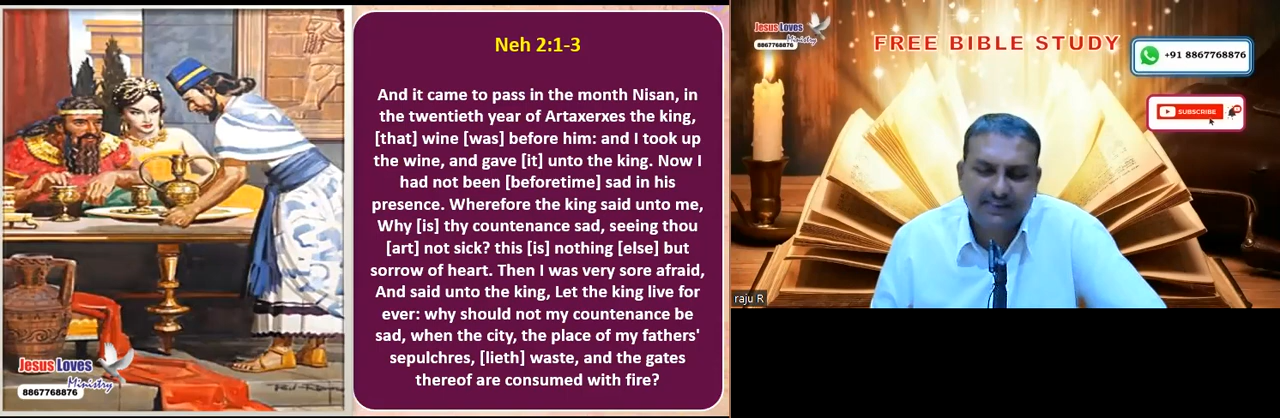 Neh 2:1-3
And it came to pass in the month Nisan, in
the twentieth year of Artaxerxes the king,
[that] wine [was] before him: and I took up
the wine, and gave [it] unto the king. Now I
had not been [beforetime] sad in his
presence. Wherefore the king said unto me,
Why [is] thy countenance sad, seeing thou
[art] not sick? this [is] nothing [else] but
sorrow of heart. Then I was very sore afraid,
And said unto the king, Let the king live for
ever: why should not my countenance be
sad, when the city, the place of my fathers'
sepulchres, [lieth] waste, and the gates
thereof are consumed with fire?
Jesus Loves
Ministry
8867768876
Jesus Loves
Ministry
8867768876
FREE BIBLE STUDY
+91 8867768876
SUBSCRIBE
raju R